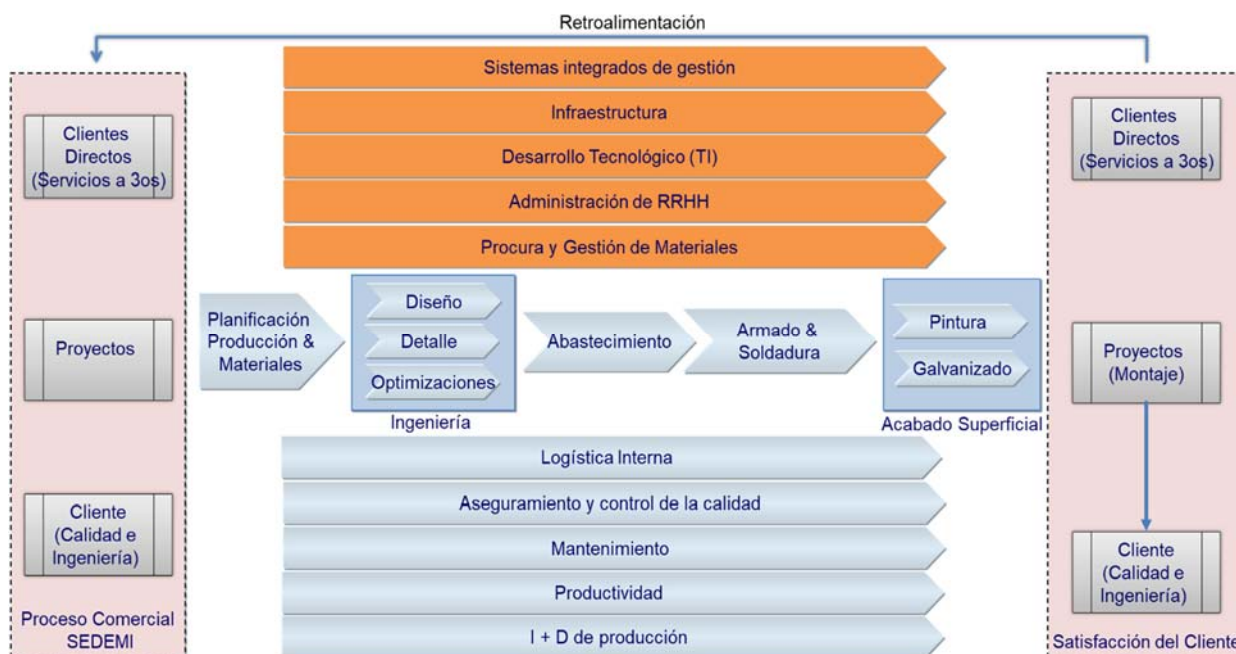 Retroalimentación
Sistemas integrados de gestión
Infraestructura
Desarrollo Tecnológico (TI)
Administración de RRHH
Procura y Gestión de Materiales
Clientes
Directos
(Servicios a 3os)
Proyectos
Cliente
(Calidad e
Ingeniería)
Proceso Comercial
SEDEMI
Planificación
Producción &
Materiales
Diseño
Detalle
Optimizaciones
Ingeniería
Abastecimiento
Armado &
Soldadura
Pintura
Galvanizado
Acabado Superficial
Logística Interna
Aseguramiento y control de la calidad
Mantenimiento
Productividad
I + D de producción
Clientes
Directos
(Servicios a 3os)
Proyectos
(Montaje)
Cliente
(Calidad e
Ingeniería)
Satisfacción del Cliente